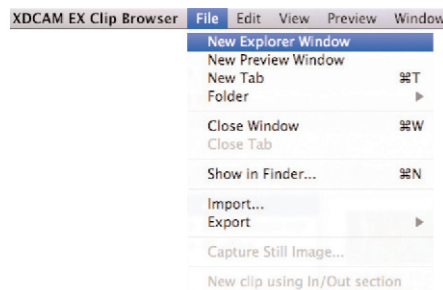 XDCAM EX Clip Browser File Edit View Preview Window
New Explorer Window
New Preview Window
New Tab ⌘T
Folder ▶
Close Window ⌘W
Close Tab
Show in Finder... ⌘N
Import...
Export ▶
Capture Still Image...
New clip using In/Out section